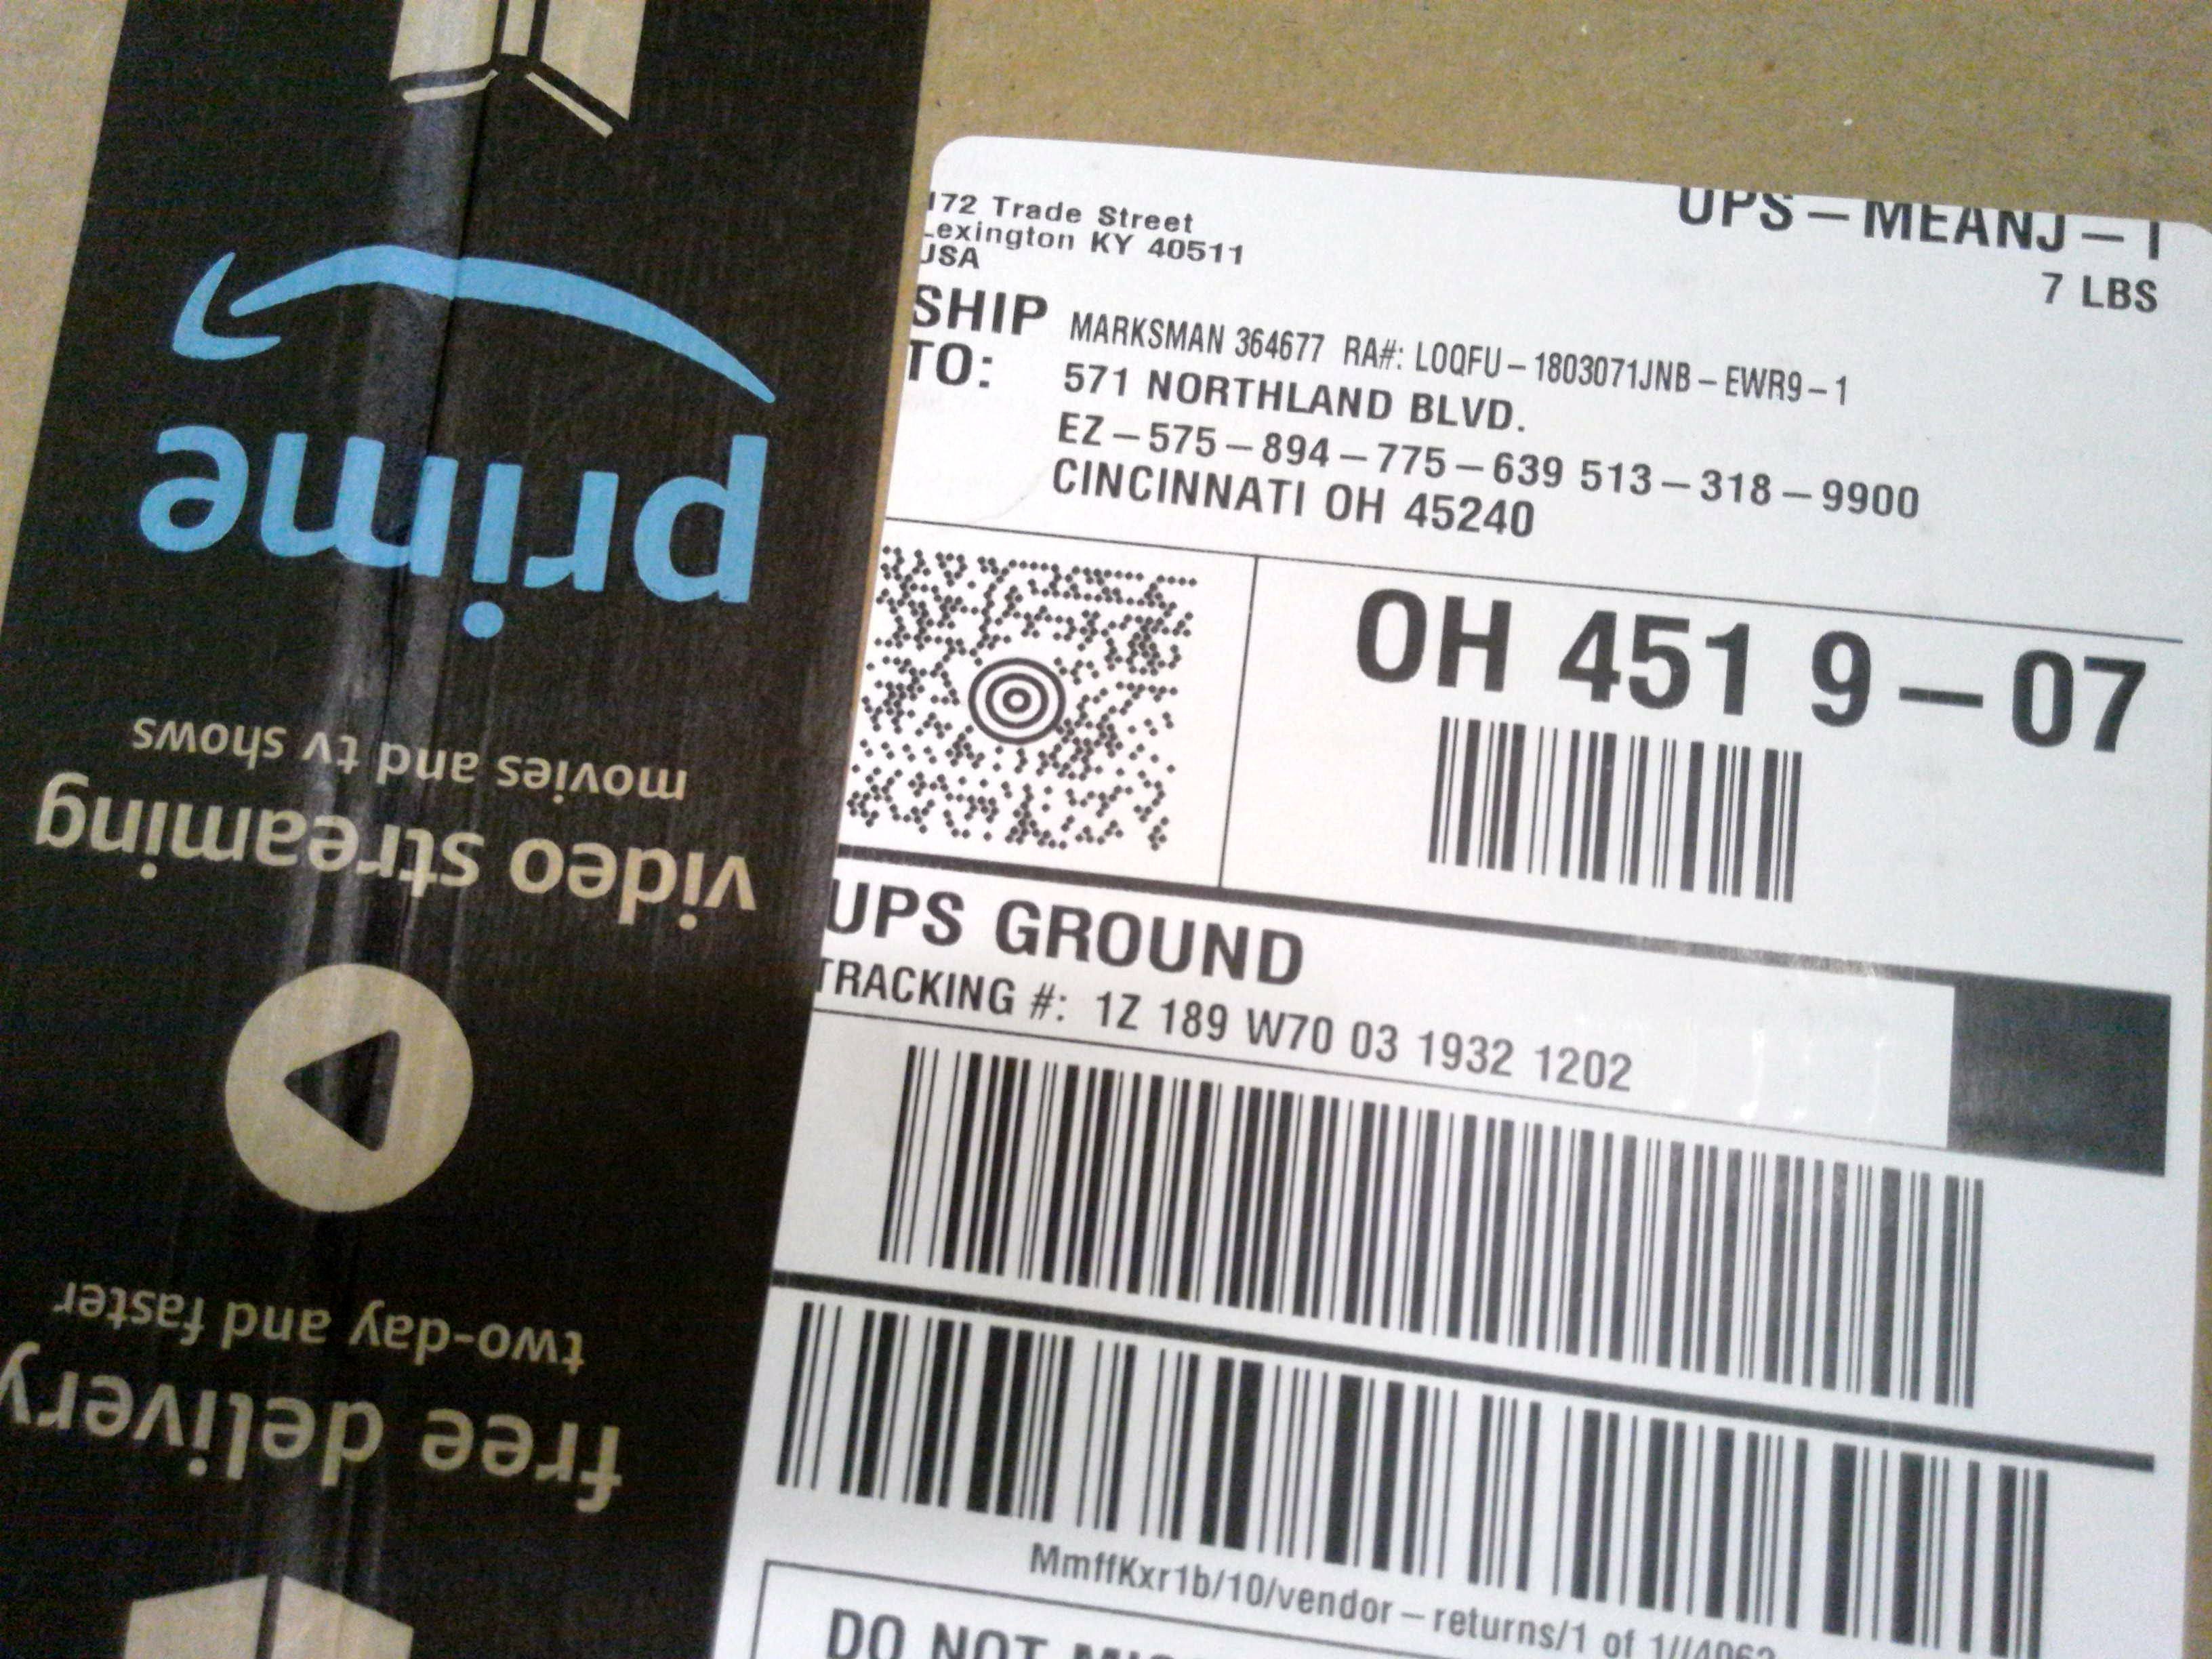 prime
movies and tv shows
video streaming
two-day and faster
free delivery
172 Trade Street
Lexington KY 40511
USA
UPS-MEANJ-1
7 LBS
SHIP TO:
MARKSMAN 364677 RA#: LOQFU-1803071JNB-EWR9-1
571 NORTHLAND BLVD.
EZ-575-894-775-639 513-318-9900
CINCINNATI OH 45240
OH 451 9-07
UPS GROUND
TRACKING #: 1Z 189 W70 03 1932 1202
MmffKxr1b/10/vendor-returns/1 of 1//4062
DO NOT